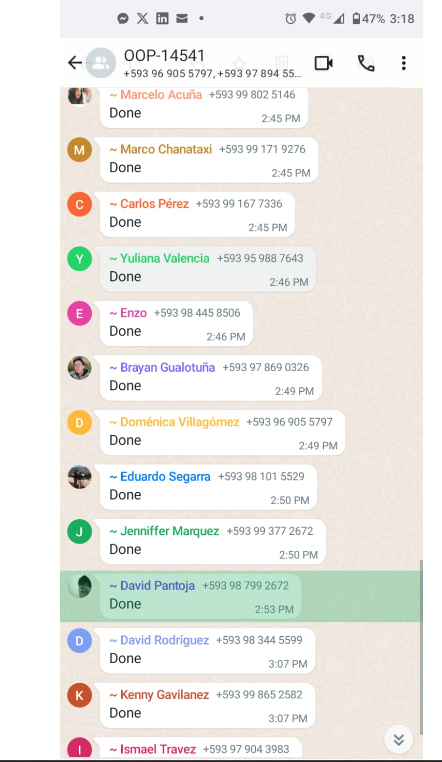 4G 47% 3:18
OOP-14541
+593 96 905 5797, +593 97 894 55...
~ Marcelo Acuña +593 99 802 5146
Done
2:45 PM
M ~ Marco Chanataxi +593 99 171 9276
Done
2:45 PM
C ~ Carlos Pérez +593 99 167 7336
Done
2:45 PM
Y ~ Yuliana Valencia +593 95 988 7643
Done
2:46 PM
E ~ Enzo +593 98 445 8506
Done
2:46 PM
~ Brayan Gualotuña +593 97 869 0326
Done
2:49 PM
D ~ Doménica Villagómez +593 96 905 5797
Done
2:49 PM
~ Eduardo Segarra +593 98 101 5529
Done
2:50 PM
J ~ Jenniffer Marquez +593 99 377 2672
Done
2:50 PM
~ David Pantoja +593 98 799 2672
Done
2:53 PM
D ~ David Rodríguez +593 98 344 5599
Done
3:07 PM
K ~ Kenny Gavilanez +593 99 865 2582
Done
3:07 PM
I ~ Ismael Travez +593 97 904 3983